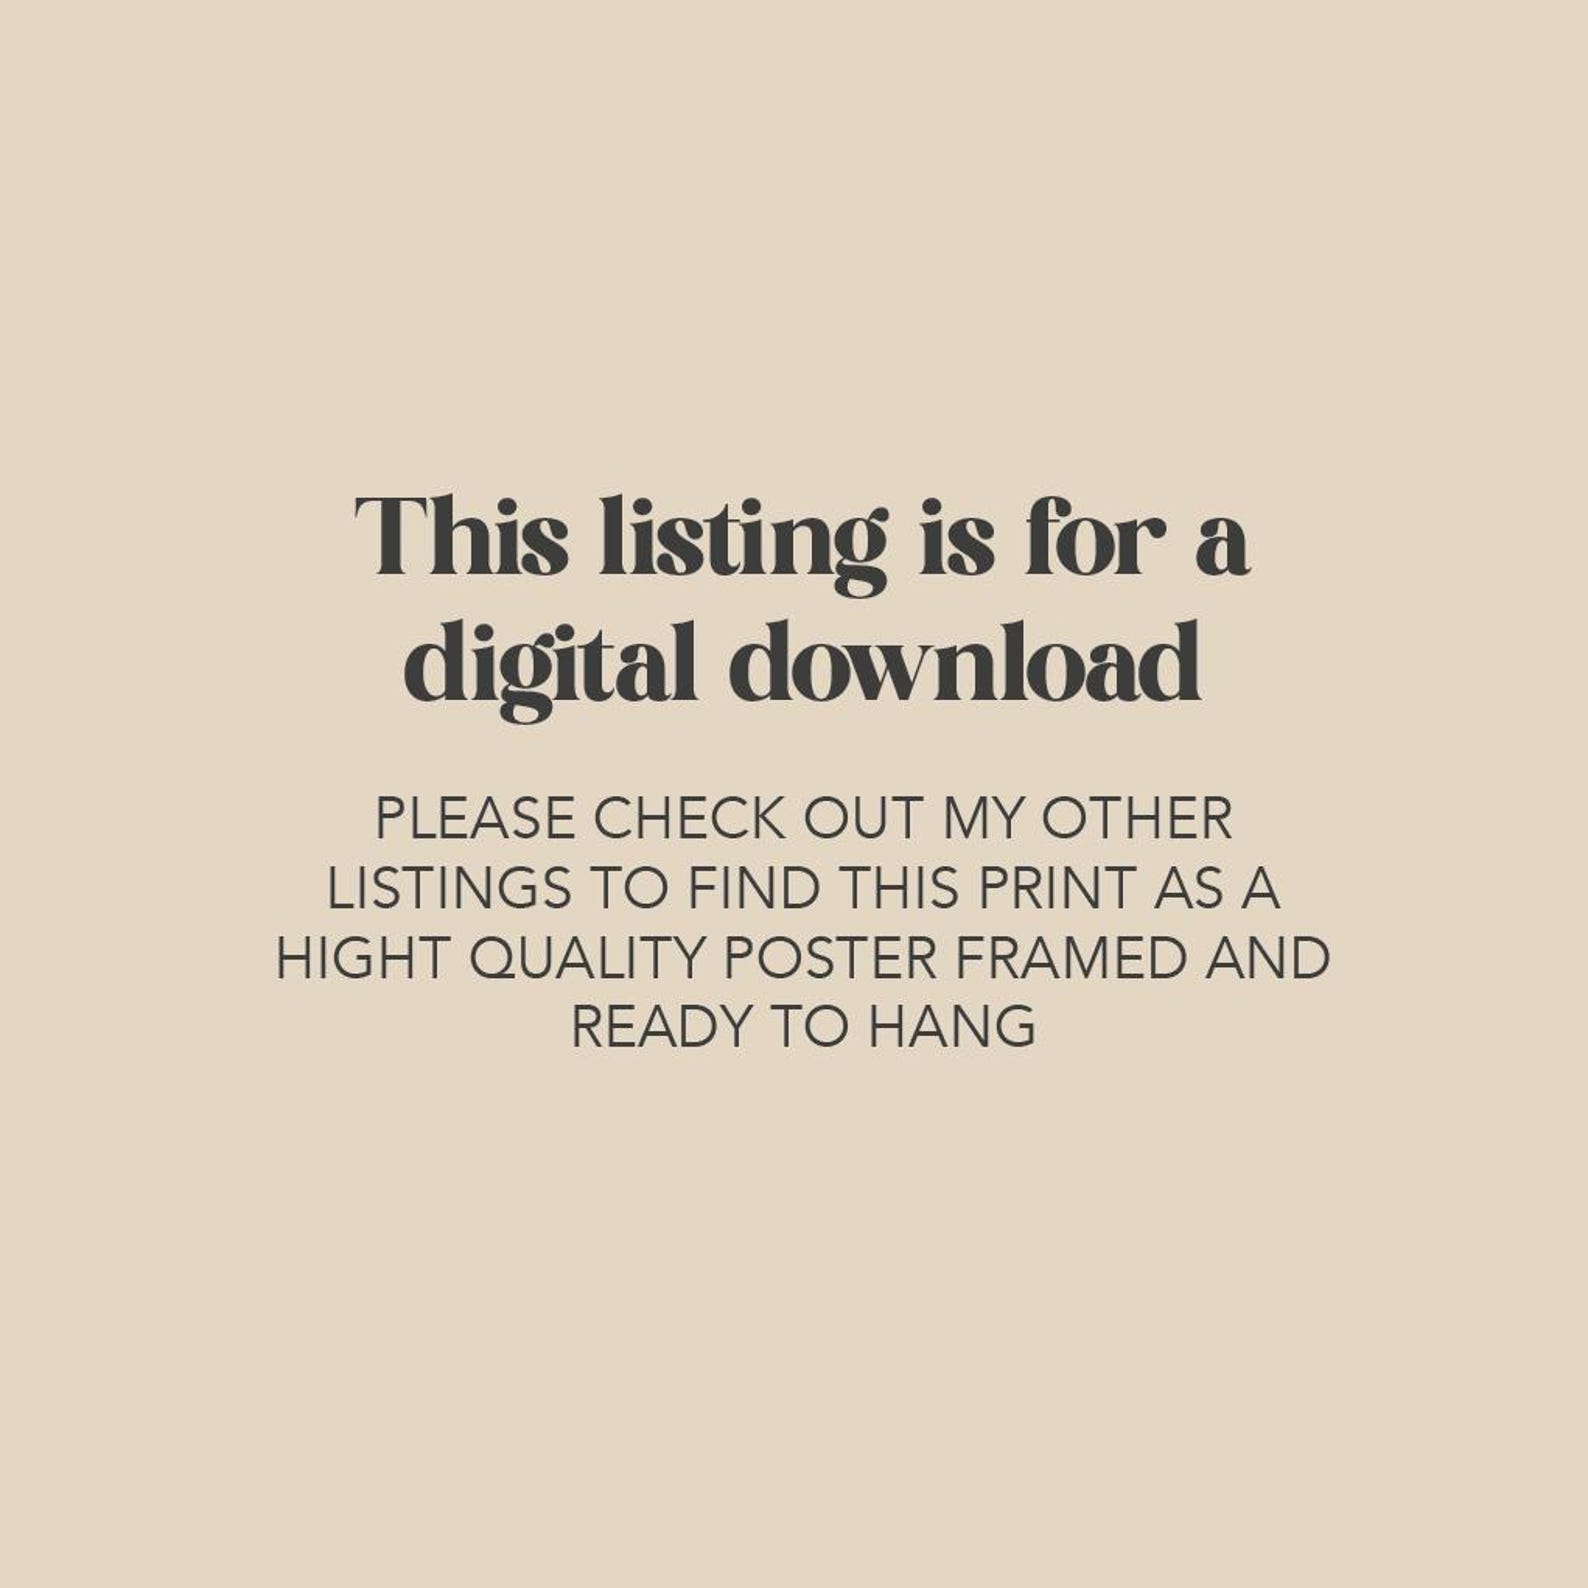 This listing is for a
digital download
PLEASE CHECK OUT MY OTHER
LISTINGS TO FIND THIS PRINT AS A
HIGHT QUALITY POSTER FRAMED AND
READY TO HANG